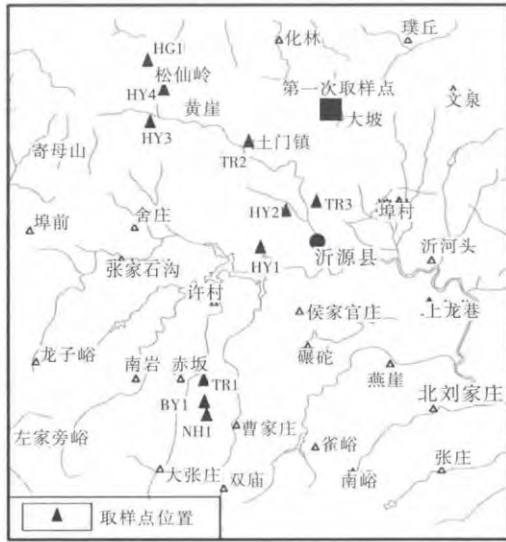 化林
璞丘
HG1
松仙岭
HY4
第一次取样点
文泉
黄崖
大坡
HY3
土门镇
寄母山
TR2
舍庄
HY2
TR3
埠村
埠前
沂源县
沂河头
张家石沟
HY1
许村
侯家官庄
上龙巷
碾砣
龙子峪
南岩
赤坂
TR1
燕崖
BY1
北刘家庄
NH1
左家旁峪
曹家庄
雀峪
大张庄
双庙
南峪
张庄
取样点位置